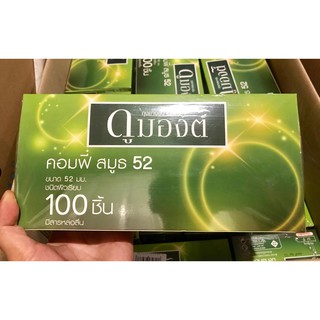 ดูมองต์
คอมฟี่ สมูธ 52
ขนาด 52 มม.
ชนิดผิวเรียบ
100 ชิ้น
มีสารหล่อลื่น